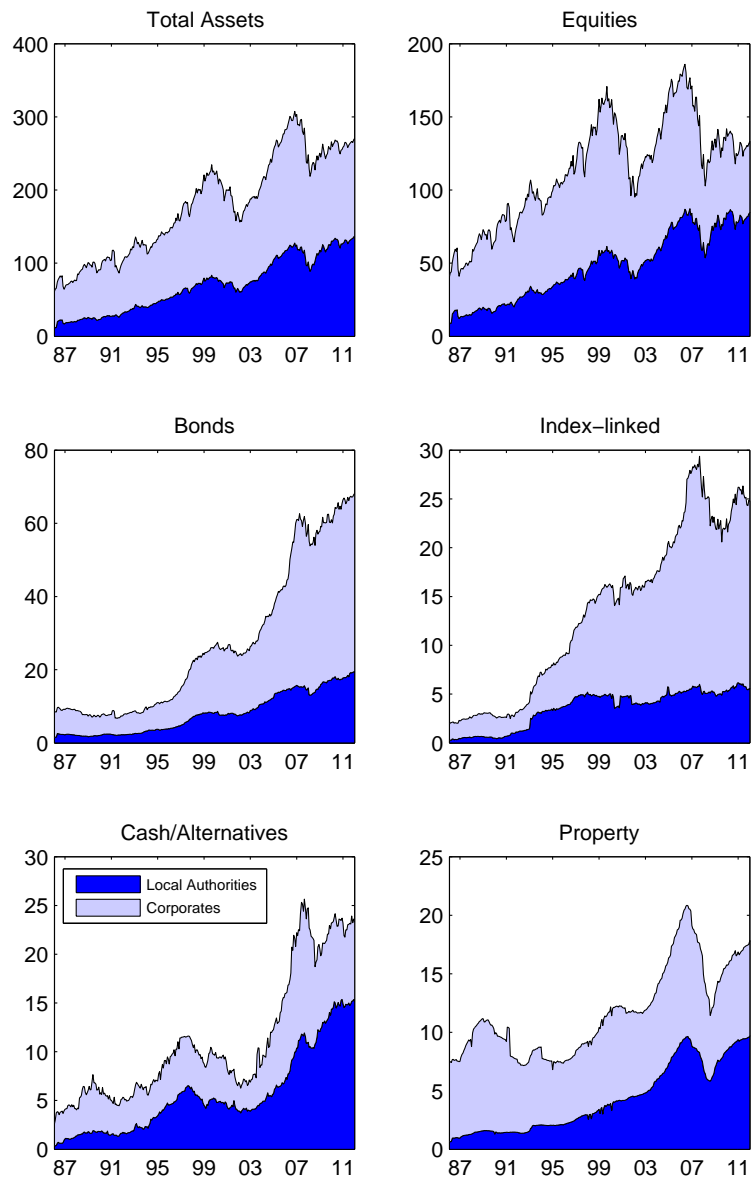 Total Assets
400
300
200
100
0
87 91 95 99 03 07 11
Equities
200
150
100
50
0
87 91 95 99 03 07 11
Bonds
80
60
40
20
0
87 91 95 99 03 07 11
Index−linked
30
25
20
15
10
5
0
87 91 95 99 03 07 11
Cash/Alternatives
30
25
20
15
10
5
0
87 91 95 99 03 07 11
Local Authorities
Corporates
Property
25
20
15
10
5
0
87 91 95 99 03 07 11